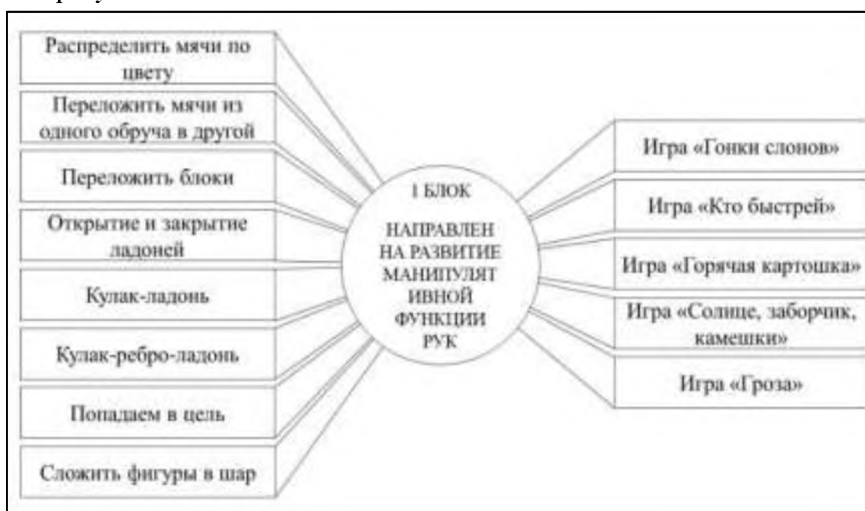 Распределить мячи по
цвету
Переложить мячи из
одного обруча в другой
Переложить блоки
Открытие и закрытие
ладоней
Кулак-ладонь
Кулак-ребро-ладонь
Попадаем в цель
Сложить фигуры в шар
1 БЛОК
НАПРАВЛЕН
НА РАЗВИТИЕ
МАНИПУЛЯТ
ИВНОЙ
ФУНКЦИИ
РУК
Игра «Гонки слонов»
Игра «Кто быстрей»
Игра «Горячая картошка»
Игра «Солнце, заборчик,
камешки»
Игра «Гроза»